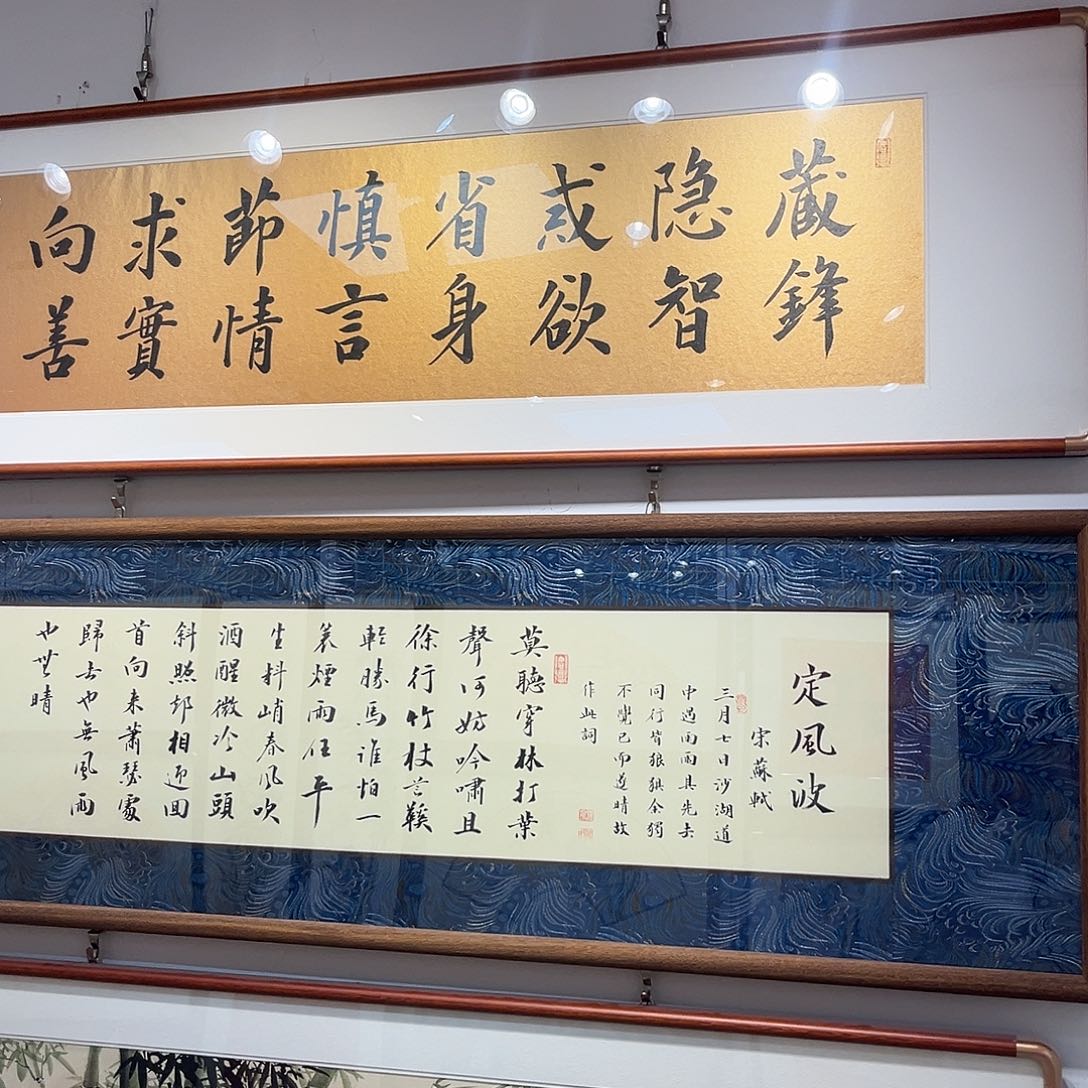 藏鋒
隐智
戒欲
省身
慎言
節情
求實
向善
定風波
宋蘇軾
三月七日沙湖道
中遇雨雨具先去
同行皆狼狽余獨
不覺已而遂晴故
作此詞
莫聽穿林打葉
聲何妨吟嘯且
徐行竹杖芒鞵
輕勝馬誰怕一
蓑煙雨任平
生料峭春風吹
酒醒微冷山頭
斜照却相迎回
首向来蕭瑟處
歸去也無風雨
也無晴